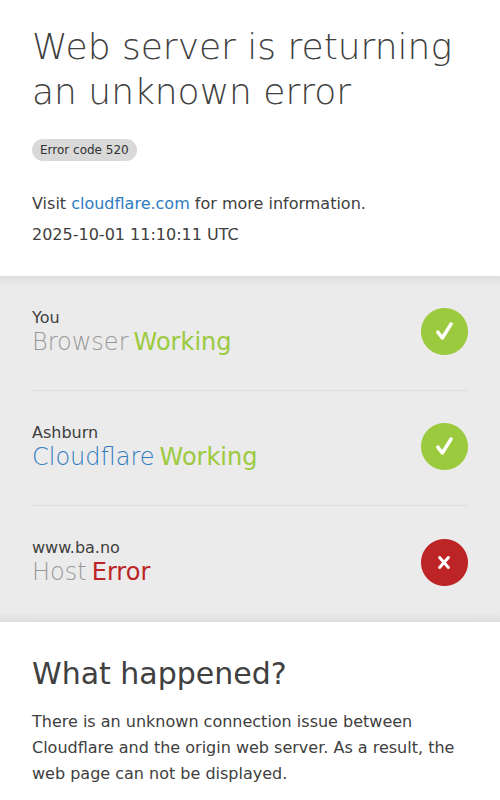 Web server is returning
an unknown error
Error code 520
Visit cloudflare.com for more information.
2025-10-01 11:10:11 UTC
You
Browser Working
Ashburn
Cloudflare Working
www.ba.no
Host Error
What happened?
There is an unknown connection issue between
Cloudflare and the origin web server. As a result, the
web page can not be displayed.